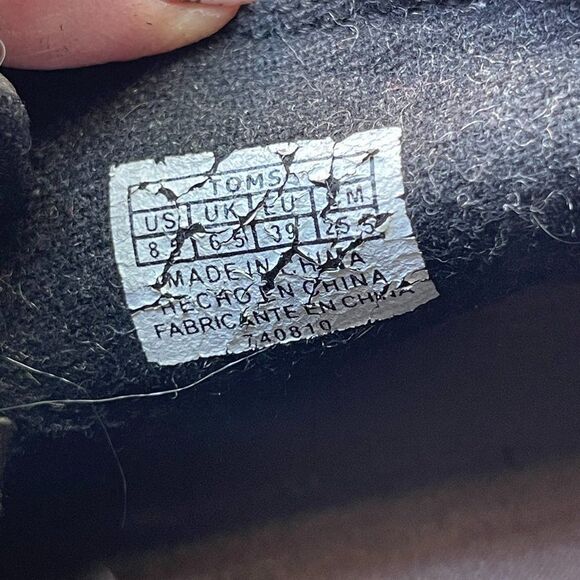 TOMS
US UK EU CM
8.5 6.5 39 25.5
MADE IN CHINA
HECHO EN CHINA
FABRICANTE EN CHINA
740810